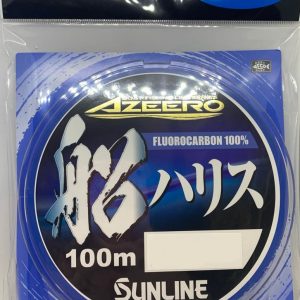 AZEERO
FLUOROCARBON 100%
船ハリス
100m
SUNLINE